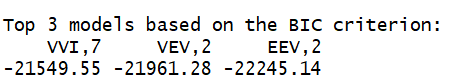 Top 3 models based on the BIC criterion:
VVI,7 VEV,2 EEV,2
-21549.55 -21961.28 -22245.14